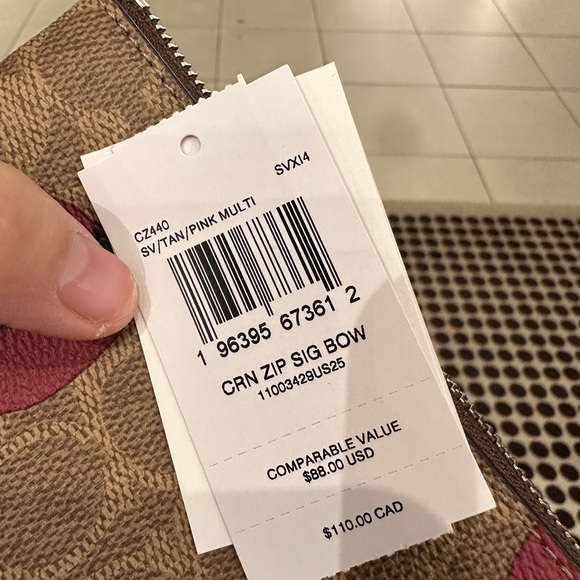 SVXI4
CZ440
SV/TAN/PINK MULTI
1 96395 67361 2
CRN ZIP SIG BOW
11003429US25
COMPARABLE VALUE
$88.00 USD
$110.00 CAD